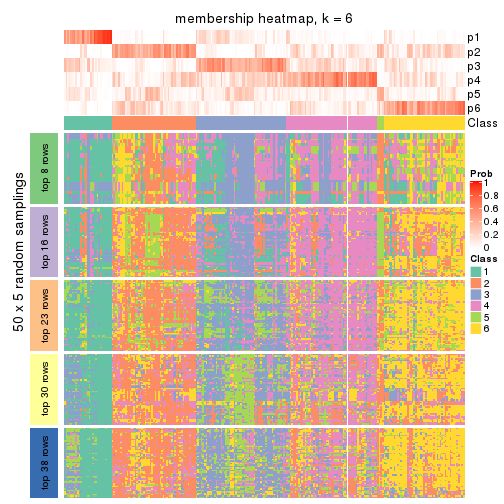 membership heatmap, k = 6
p1
p2
p3
p4
p5
p6
Class
50 x 5 random samplings
top 8 rows
top 16 rows
top 23 rows
top 30 rows
top 38 rows
Prob
1
0.8
0.6
0.4
0.2
0
Class
1
2
3
4
5
6